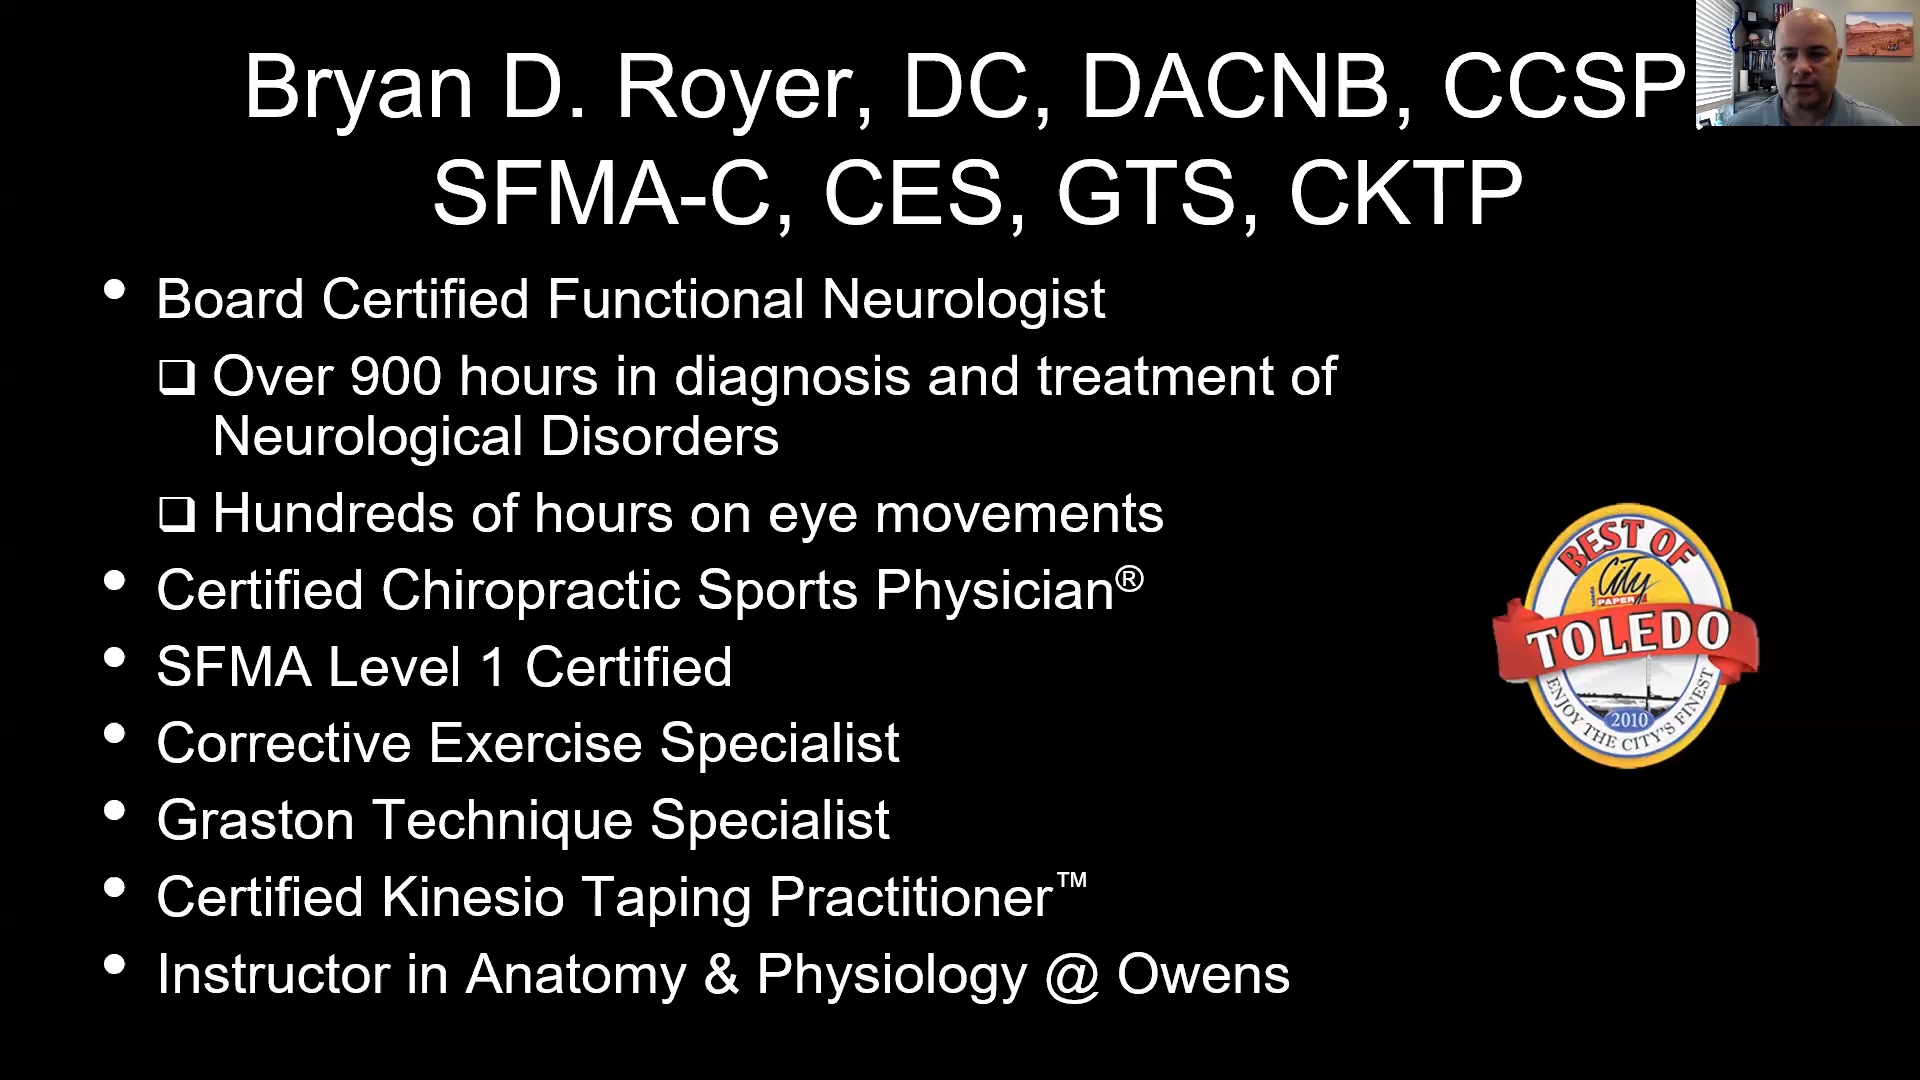 Bryan D. Royer, DC, DACNB, CCSP,
SFMA-C, CES, GTS, CKTP
• Board Certified Functional Neurologist
❑ Over 900 hours in diagnosis and treatment of
Neurological Disorders
❑ Hundreds of hours on eye movements
• Certified Chiropractic Sports Physician®
• SFMA Level 1 Certified
• Corrective Exercise Specialist
• Graston Technique Specialist
• Certified Kinesio Taping Practitioner™
• Instructor in Anatomy & Physiology @ Owens
BEST OF
City
PAPER
TOLEDO
2010
ENJOY THE CITY'S FINEST